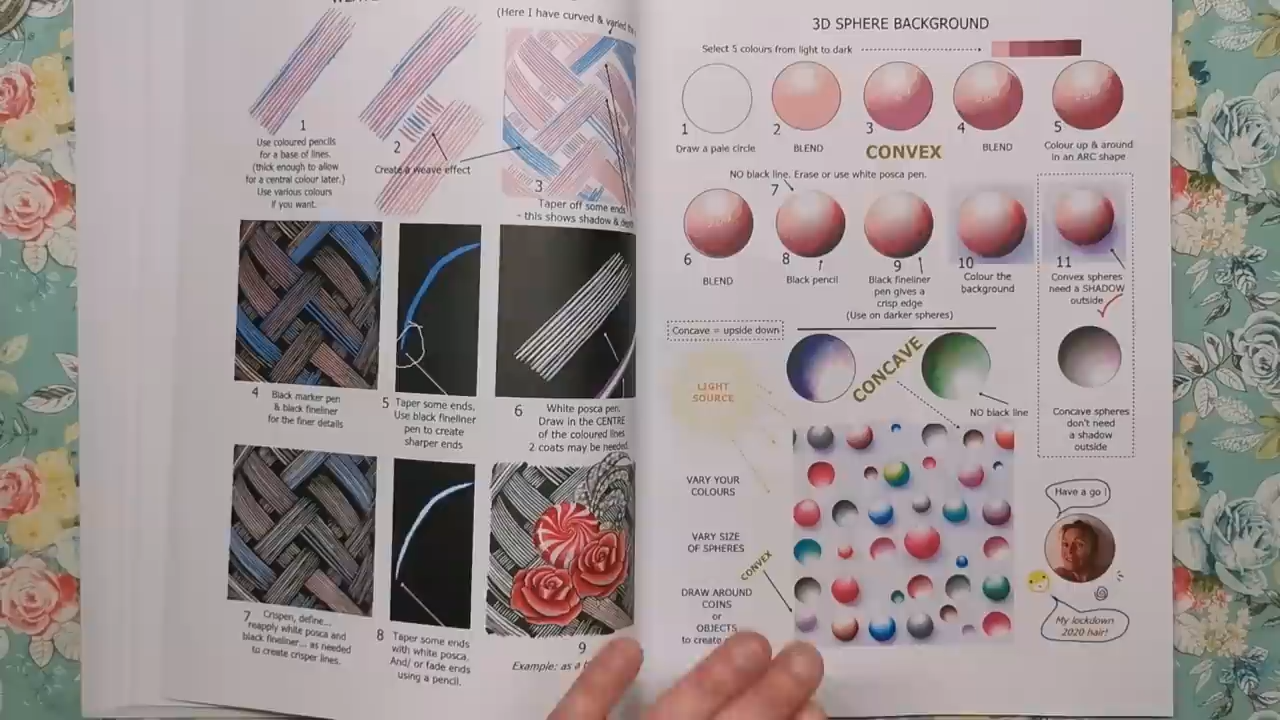 (Here I have curved & varied the
1
Use coloured pencils
for a base of lines.
(thick enough to allow
for a central colour later.)
Use various colours
if you want.
2
Create a weave effect
3
Taper off some ends
- this shows shadow & depth
4
Black marker pen
& black fineliner
for the finer details
5
Taper some ends.
Use black fineliner
pen to create
sharper ends
6
White posca pen.
Draw in the CENTRE
of the coloured lines
2 coats may be needed.
7
Crispen, define...
reapply white posca and
black fineliner... as needed
to create crisper lines.
8
Taper some ends
with white posca.
And/ or fade ends
using a pencil.
9
Example: as a
3D SPHERE BACKGROUND
Select 5 colours from light to dark
1
Draw a pale circle
2
BLEND
3
CONVEX
4
BLEND
5
Colour up & around
in an ARC shape
NO black line. Erase or use white posca pen.
6
BLEND
7
8
Black pencil
9
Black fineliner
pen gives a
crisp edge
(Use on darker spheres)
10
Colour the
background
11
Convex spheres
need a SHADOW
outside
Concave = upside down
CONCAVE
NO black line
Concave spheres
don't need
a shadow
outside
LIGHT
SOURCE
VARY YOUR
COLOURS
VARY SIZE
OF SPHERES
CONVEX
DRAW AROUND
COINS
or
OBJECTS
to create
Have a go !
My lockdown
2020 hair!